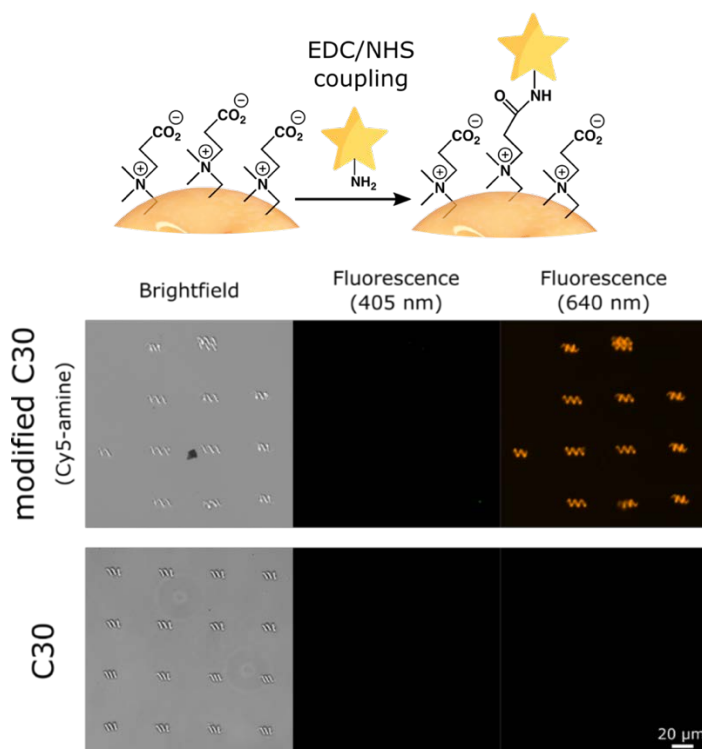 EDC/NHS
coupling
CO₂⊖
CO₂⊖
CO₂⊖
N⊕
N⊕
N⊕
NH₂
O
NH
CO₂⊖
CO₂⊖
N⊕
N⊕
N⊕
Brightfield
Fluorescence
(405 nm)
Fluorescence
(640 nm)
modified C30
(Cy5-amine)
C30
20 µm